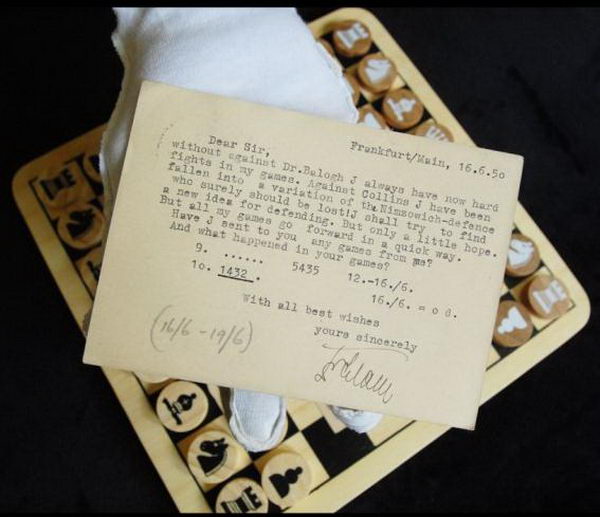 Frankfurt/Main, 16.6.50
Dear Sir,
without against Dr.Balogh J always have now hard
fights in my games. Against Collins J have been
fallen into a variation of the Nimzowich-defence
who surely should be lost!J shall try to find
a new idea for defending. But only a little hope.
But all my games go forward in a quick way.
Have J sent to you any games from me?
And what happened in your games?
9. ...... 5435 12.-16./6.
1o. 1432 . 16./6. = o d.
With all best wishes
yours sincerely
(16/6 - 19/6)